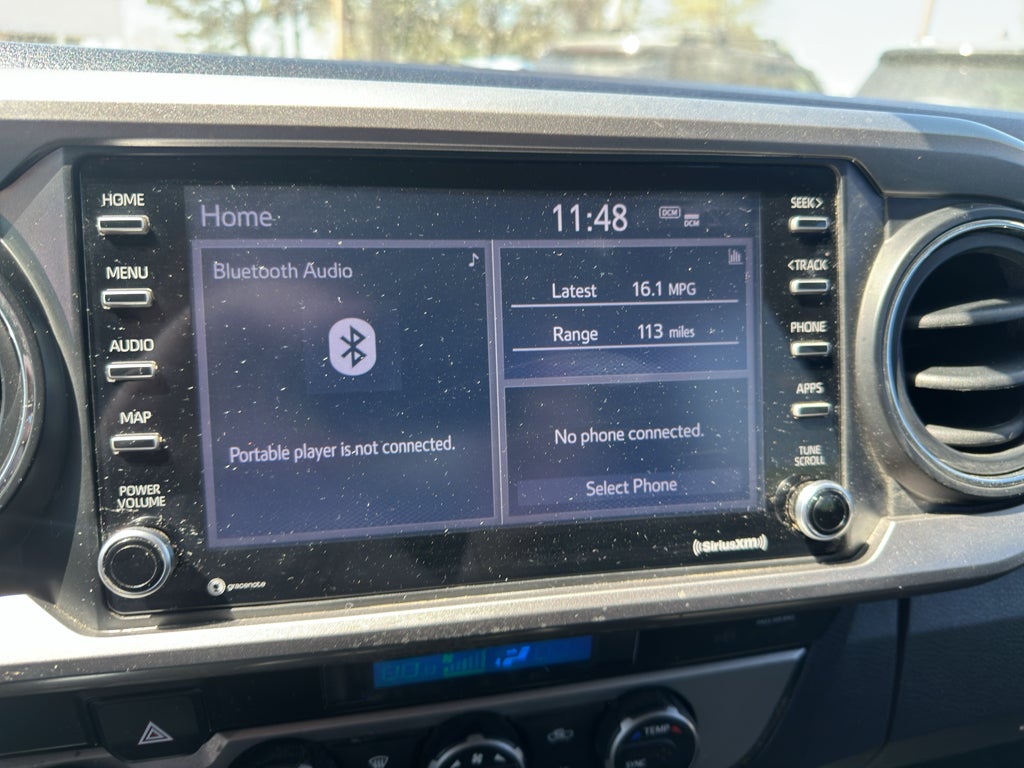 HOME
MENU
AUDIO
MAP
POWER
VOLUME
Home
11:48
DCM
DCM
Bluetooth Audio
Portable player is not connected.
Latest 16.1 MPG
Range 113 miles
No phone connected.
Select Phone
SEEK>
<TRACK
PHONE
APPS
TUNE
SCROLL
gracenote
((SiriusXM))
TEMP
SYNC